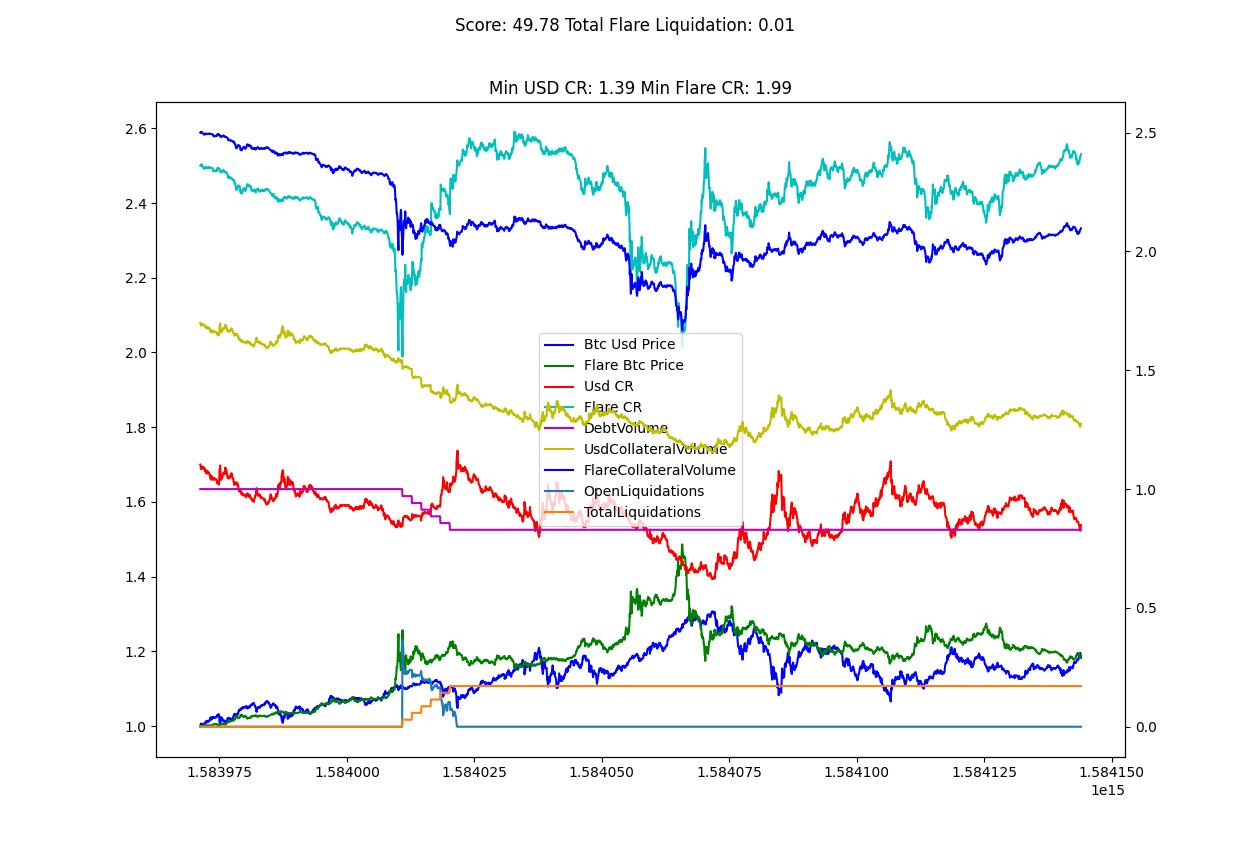 Score: 49.78 Total Flare Liquidation: 0.01
Min USD CR: 1.39 Min Flare CR: 1.99
2.6
2.4
2.2
2.0
1.8
1.6
1.4
1.2
1.0
2.5
2.0
1.5
1.0
0.5
0.0
Btc Usd Price
Flare Btc Price
Usd CR
Flare CR
DebtVolume
UsdCollateralVolume
FlareCollateralVolume
OpenLiquidations
TotalLiquidations
1.583975 1.584000 1.584025 1.584050 1.584075 1.584100 1.584125 1.584150
1e15